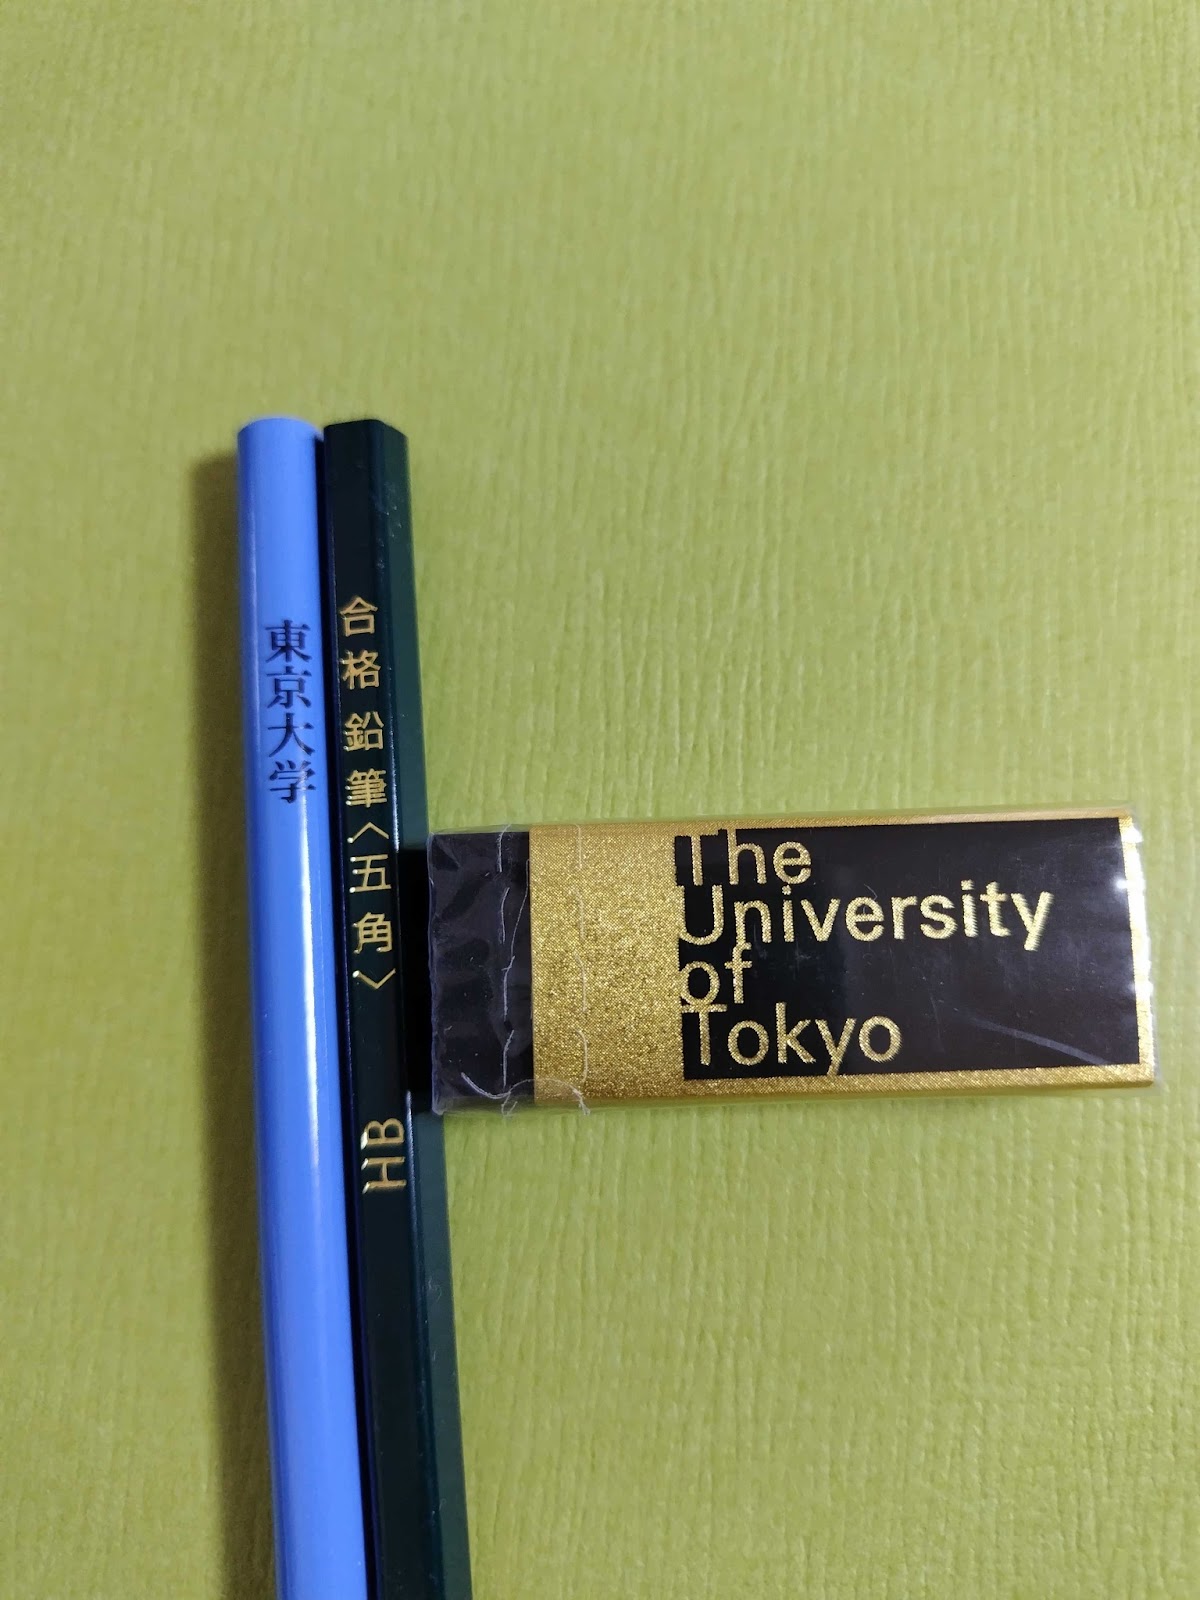 東京大学
合格鉛筆〈五角〉 HB
The
University
of
Tokyo